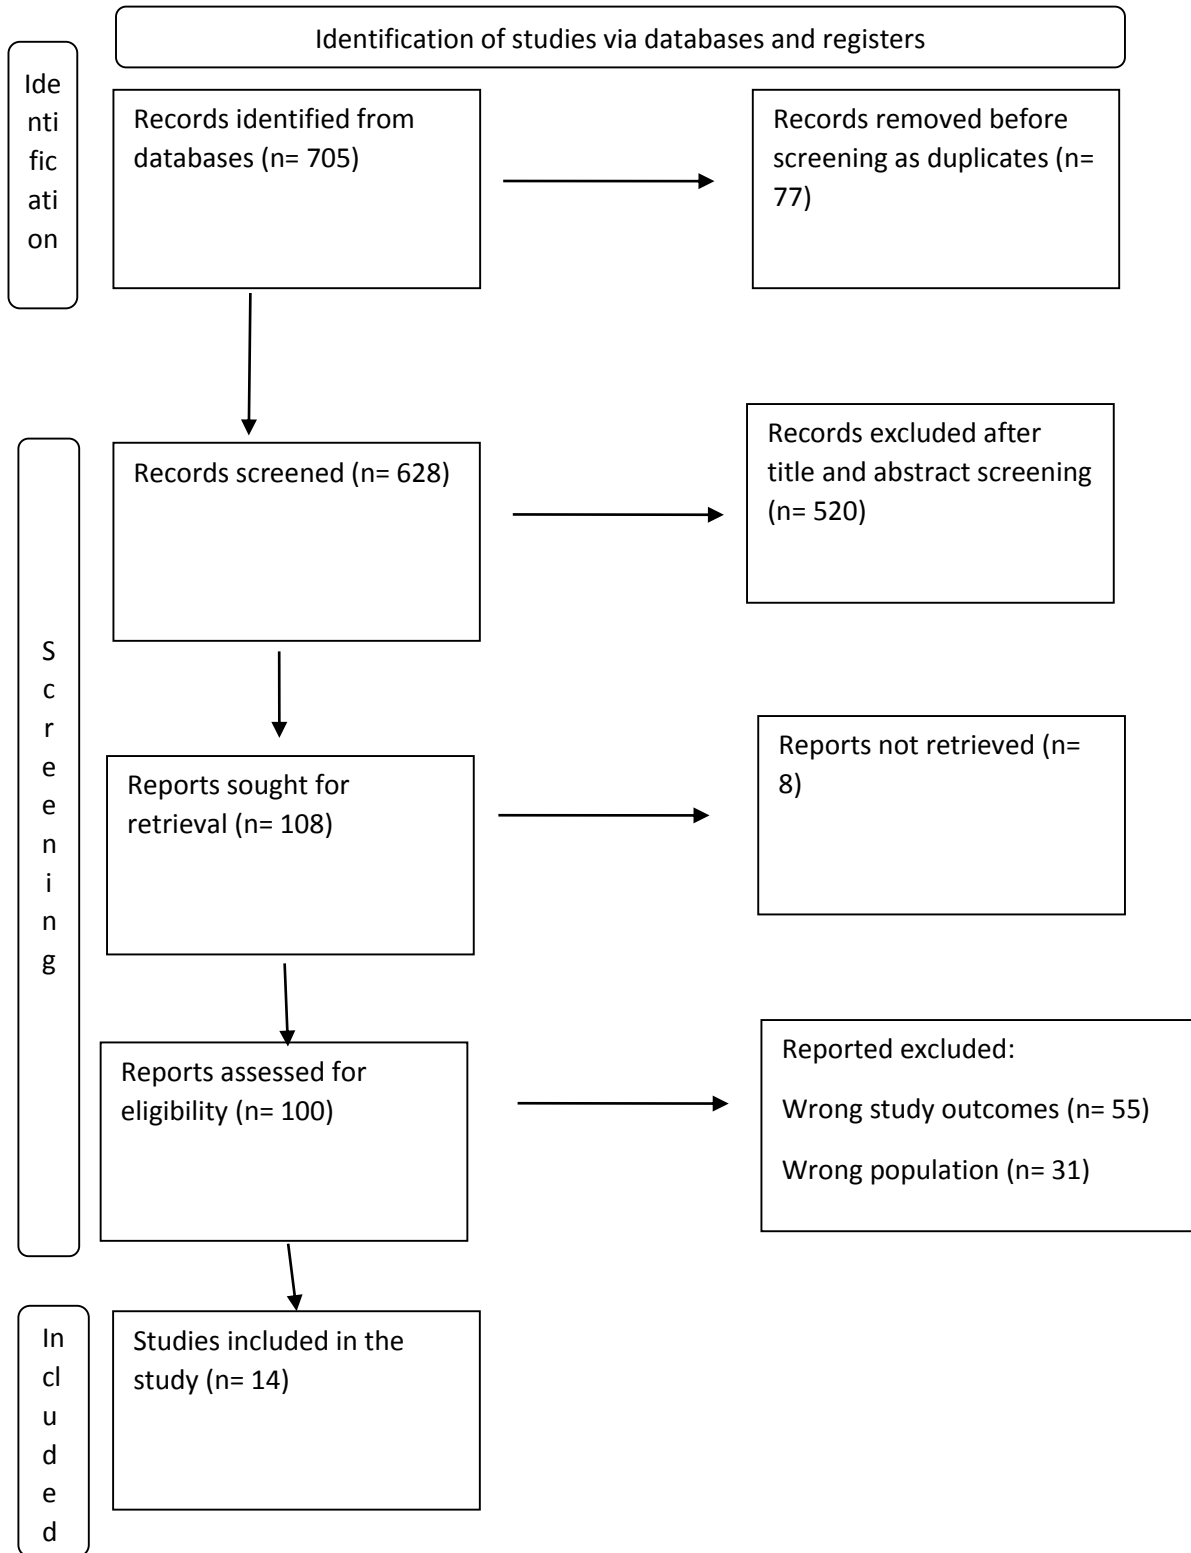 Identification of studies via databases and registers
Ide
nti
fic
ati
on
Records identified from
databases (n= 705)
Records removed before
screening as duplicates (n=
77)
S
c
r
e
e
n
i
n
g
Records screened (n= 628)
Records excluded after
title and abstract screening
(n= 520)
Reports sought for
retrieval (n= 108)
Reports not retrieved (n=
8)
Reports assessed for
eligibility (n= 100)
Reported excluded:
Wrong study outcomes (n= 55)
Wrong population (n= 31)
In
cl
u
d
e
d
Studies included in the
study (n= 14)